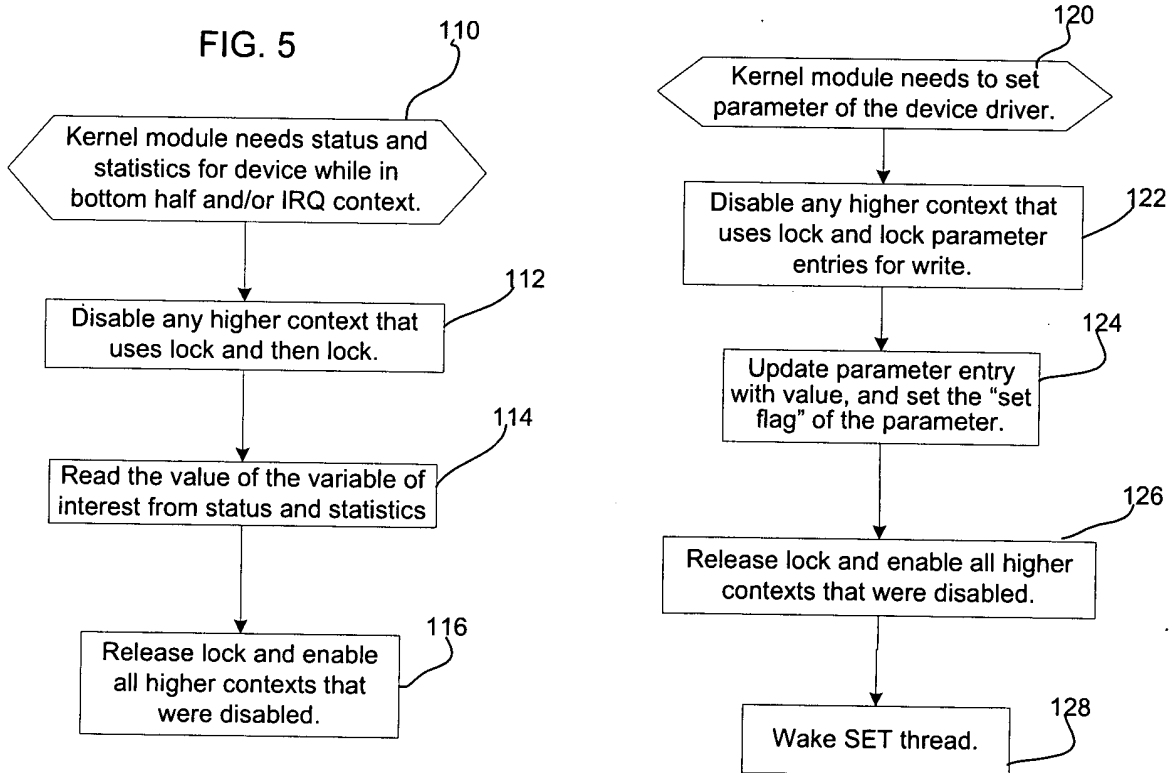 FIG. 5
110
Kernel module needs status and
statistics for device while in
bottom half and/or IRQ context.
112
Disable any higher context that
uses lock and then lock.
114
Read the value of the variable of
interest from status and statistics
116
Release lock and enable
all higher contexts that
were disabled.
120
Kernel module needs to set
parameter of the device driver.
122
Disable any higher context that
uses lock and lock parameter
entries for write.
124
Update parameter entry
with value, and set the “set
flag” of the parameter.
126
Release lock and enable all higher
contexts that were disabled.
128
Wake SET thread.